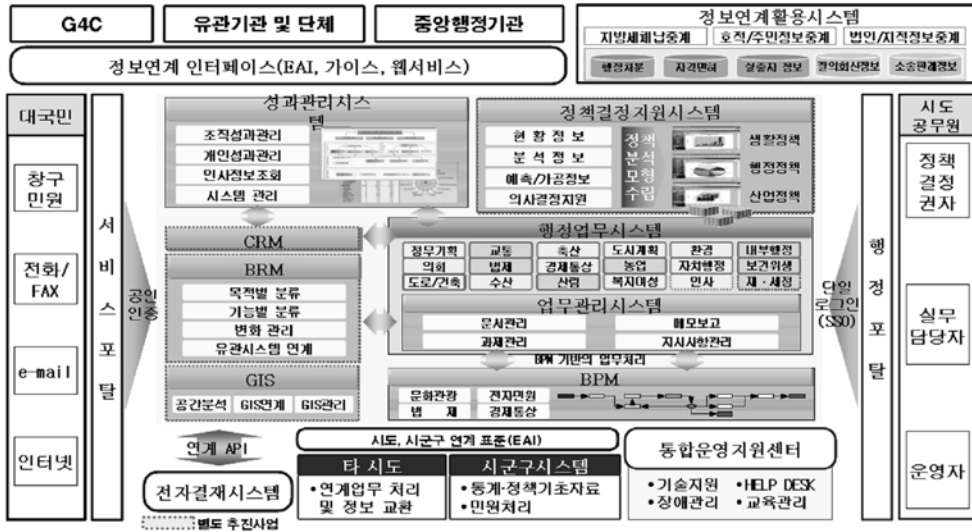 G4C
유관기관 및 단체
중앙행정기관
정보연계 인터페이스(EAI, 가이스, 웹서비스)
정보연계활용시스템
지방세체납중계
호적/주민정보중계
법인/지적정보중계
행정처분
자격면허
실증지 정보
질의회신정보
소송판례정보
대국민
창구
민원
전화/
FAX
e-mail
인터넷
서비스포탈
공인
인증
성과관리시스
템
조직성과관리
개인성과관리
인사정보조회
시스템 관리
정책결정지원시스템
현황정보
분석정보
예측/가공정보
의사결정지원
정책
분석
모형
수립
생활정책
행정정책
산업정책
CRM
BRM
목적별 분류
기능별 분류
변화 관리
유관시스템 연계
GIS
공간분석
GIS연계
GIS관리
행정업무시스템
정무기획
교통
축산
도시계획
환경
내부행정
의회
법제
경제통상
농업
자치행정
보건위생
도로/건축
수산
산림
복지여성
인사
재·세정
업무관리시스템
문서관리
메모보고
과제관리
지시사항관리
BPM 기반의 업무처리
BPM
문화관광
전자민원
법 제
경제통상
단일
로그인
(SSO)
행정포탈
시도
공무원
정책
결정
권자
실무
담당자
운영자
연계 API
전자결재시스템
별도 추진사업
시도, 시군구 연계 표준(EAI)
타 시도
•연계업무 처리
및 정보 교환
시군구시스템
•통계·정책기초자료
•민원처리
통합운영지원센터
•기술지원
•HELP DESK
•장애관리
•교육관리